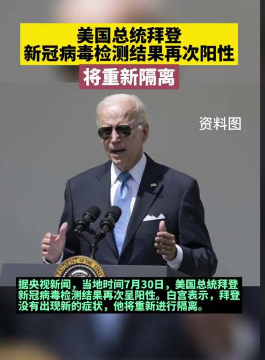 美国总统拜登
新冠病毒检测结果再次阳性
将重新隔离
资料图
据央视新闻，当地时间7月30日，美国总统拜登
新冠病毒检测结果再次呈阳性。白宫表示，拜登
没有出现新的症状，他将重新进行隔离。